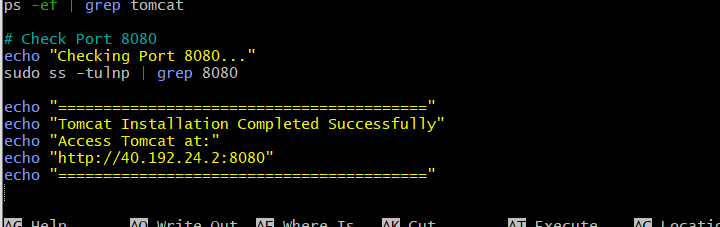 ps -ef | grep tomcat
# Check Port 8080
echo "Checking Port 8080..."
sudo ss -tulnp | grep 8080
echo "========================================="
echo "Tomcat Installation Completed Successfully"
echo "Access Tomcat at:"
echo "http://40.192.24.2:8080"
echo "========================================="
^G Help ^O Write Out ^F Where Is ^K Cut ^T Execute ^C Locatio